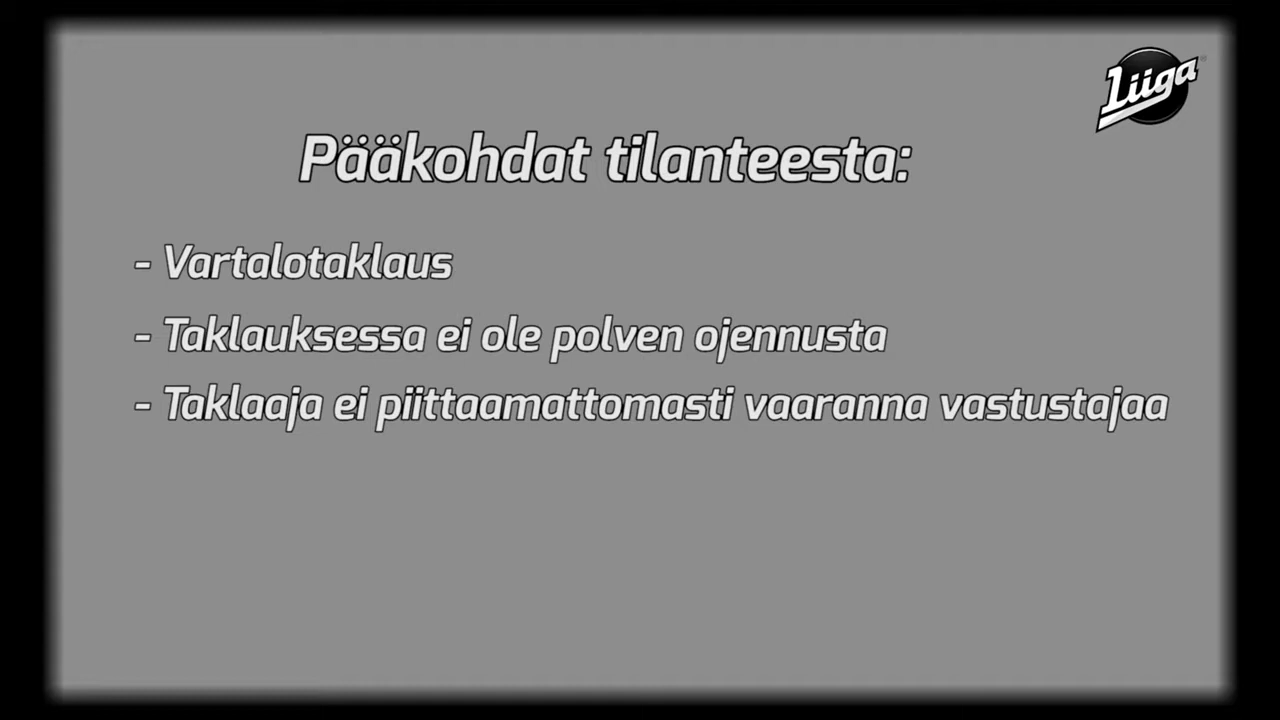 Liiga
Pääkohdat tilanteesta:
- Vartalotaklaus
- Taklauksessa ei ole polven ojennusta
- Taklaaja ei piittaamattomasti vaaranna vastustajaa